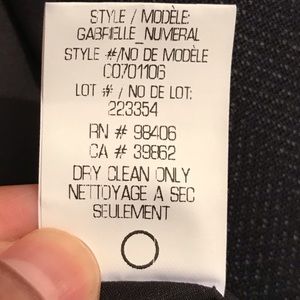 STYLE / MODÈLE:
GABRIELLE_NUMERAL
STYLE #/NO DE MODÈLE
C0701106
LOT # / NO DE LOT:
223354
RN # 98406
CA # 39862
DRY CLEAN ONLY
NETTOYAGE A SEC
SEULEMENT